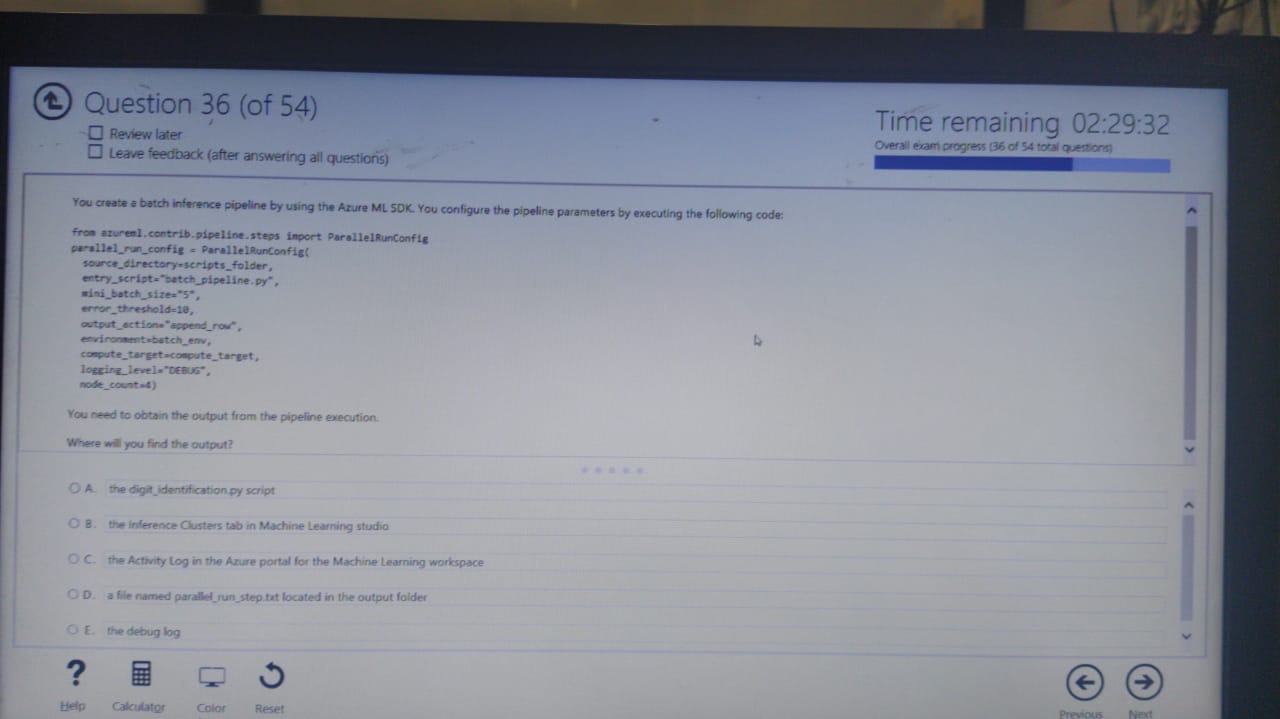 Question 36 (of 54)
Review later
Leave feedback (after answering all questions)
Time remaining 02:29:32
Overall exam progress (36 of 54 total questions)
You create a batch inference pipeline by using the Azure ML SDK. You configure the pipeline parameters by executing the following code:
from azureml.contrib.pipeline.steps import ParallelRunConfig
parallel_run_config = ParallelRunConfig(
source_directory=scripts_folder,
entry_script="batch_pipeline.py",
mini_batch_size="5",
error_threshold=10,
output_action="append_row",
environment=batch_env,
compute_target=compute_target,
logging_level="DEBUG",
node_count=4)
You need to obtain the output from the pipeline execution.
Where will you find the output?
A. the digit_identification.py script
B. the Inference Clusters tab in Machine Learning studio
C. the Activity Log in the Azure portal for the Machine Learning workspace
D. a file named parallel_run_step.txt located in the output folder
E. the debug log
?
Help
Calculator
Color
Reset
Previous
Next